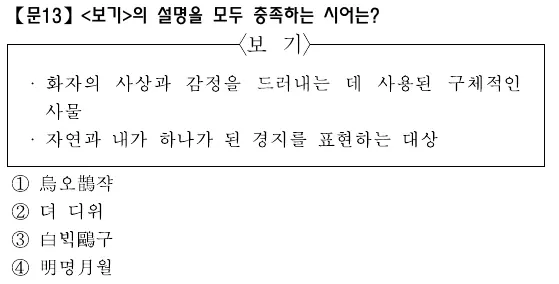 【문13】 <보기>의 설명을 모두 충족하는 시어는?
〈보 기〉
· 화자의 사상과 감정을 드러내는 데 사용된 구체적인
사물
· 자연과 내가 하나가 된 경지를 표현하는 대상
① 烏오鵲쟉
② 뎌 디위
③ 白빅鷗구
④ 明명月월